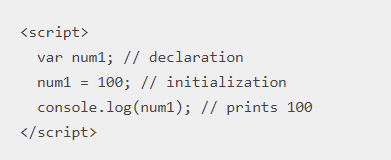 <script>
var num1; // declaration
num1 = 100; // initialization
console.log(num1); // prints 100
</script>